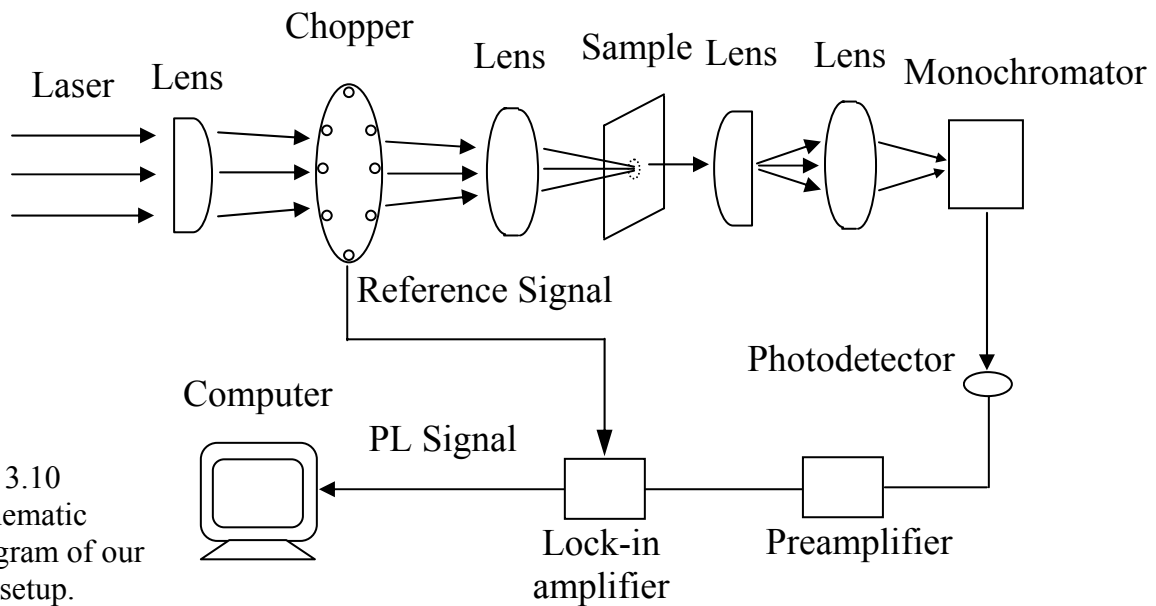 Chopper
Laser
Lens
Lens
Sample
Lens
Lens
Monochromator
Reference Signal
Photodetector
Computer
PL Signal
Lock-in
amplifier
Preamplifier
3.10
ematic
gram of our
setup.